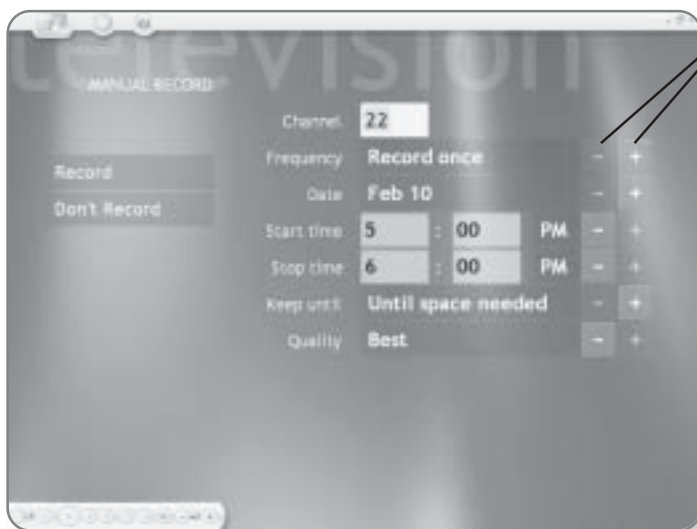 television
MANUAL RECORD
Channel 22
Frequency Record once - +
Date Feb 10 - +
Start time 5 : 00 PM - +
Stop time 6 : 00 PM - +
Keep until Until space needed - +
Quality Best - +
Record
Don't Record